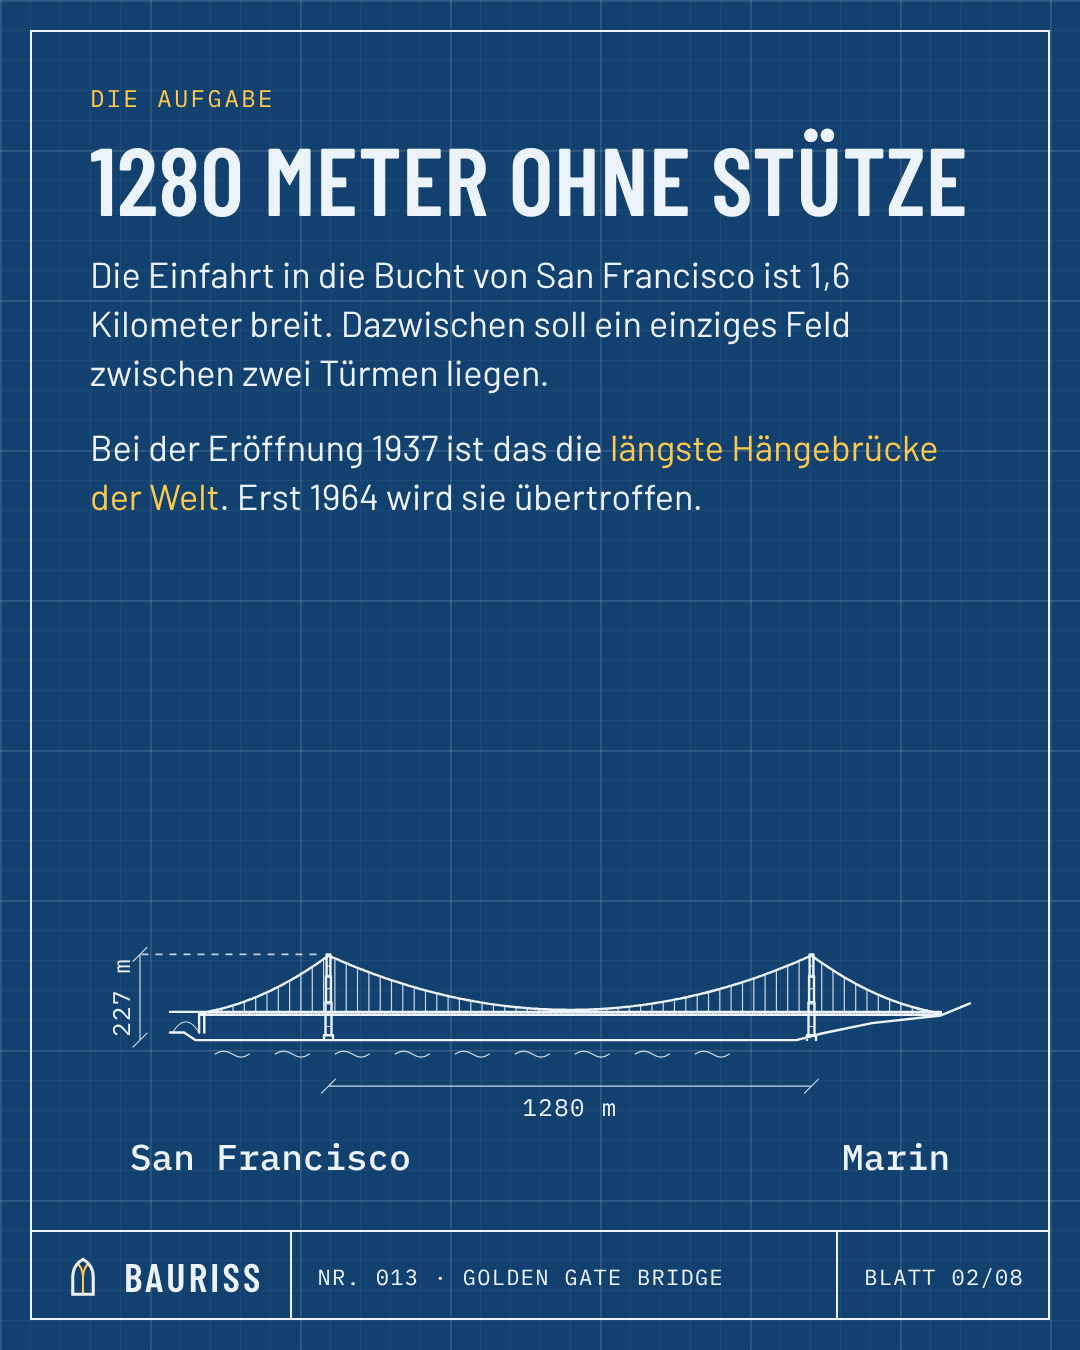 DIE AUFGABE
1280 METER OHNE STÜTZE
Die Einfahrt in die Bucht von San Francisco ist 1,6
Kilometer breit. Dazwischen soll ein einziges Feld
zwischen zwei Türmen liegen.
Bei der Eröffnung 1937 ist das die längste Hängebrücke
der Welt. Erst 1964 wird sie übertroffen.
227 m
1280 m
San Francisco
Marin
BAURISS
NR. 013 · GOLDEN GATE BRIDGE
BLATT 02/08